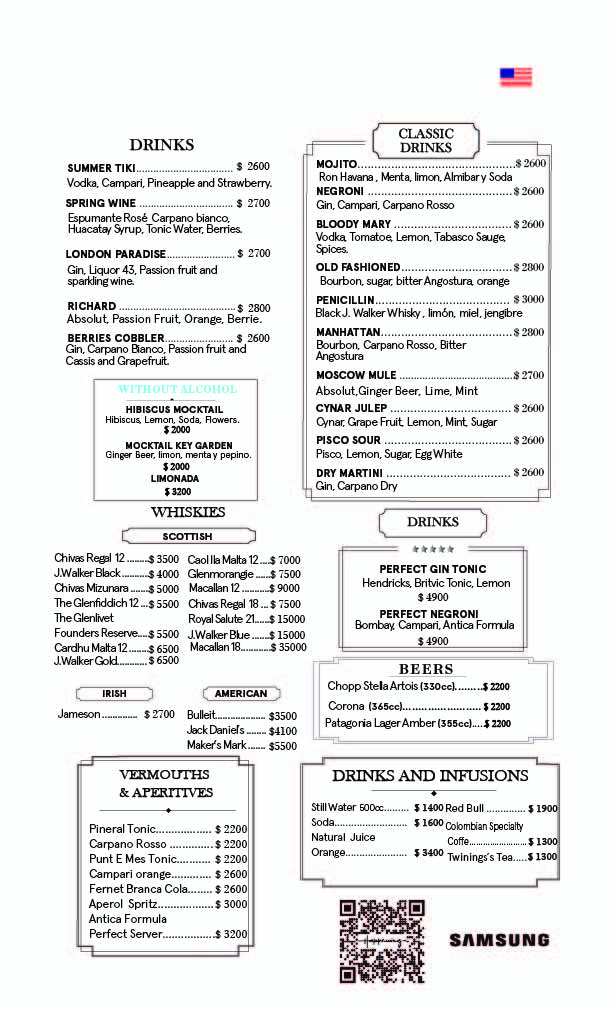 DRINKS
SUMMER TIKI................................ $ 2600
Vodka, Campari, Pineapple and Strawberry.
SPRING WINE ............................... $ 2700
Espumante Rosé Carpano bianco,
Huacatay Syrup, Tonic Water, Berries.
LONDON PARADISE........................ $ 2700
Gin, Liquor 43, Passion fruit and
sparkling wine.
RICHARD ........................................ $ 2800
Absolut, Passion Fruit, Orange, Berrie.
BERRIES COBBLER.......................... $ 2600
Gin, Carpano Bianco, Passion fruit and
Cassis and Grapefruit.
WITHOUT ALCOHOL
HIBISCUS MOCKTAIL
Hibiscus, Lemon, Soda, Flowers.
$ 2000
MOCKTAIL KEY GARDEN
Ginger Beer, limon, menta y pepino.
$ 2000
LIMONADA
$ 3200
CLASSIC
DRINKS
MOJITO..............................................$ 2600
Ron Havana , Menta, limon, Almibar y Soda
NEGRONI ..........................................$ 2600
Gin, Campari, Carpano Rosso
BLOODY MARY ...................................$ 2600
Vodka, Tomatoe, Lemon, Tabasco Sauge,
Spices.
OLD FASHIONED................................$ 2800
Bourbon, sugar, bitter Angostura, orange
PENICILLIN....................................... $ 3000
Black J. Walker Whisky , limón, miel, jengibre
MANHATTAN.......................................$ 2800
Bourbon, Carpano Rosso, Bitter
Angostura
MOSCOW MULE ................................$ 2700
Absolut,Ginger Beer, Lime, Mint
CYNAR JULEP ...................................$ 2600
Cynar, Grape Fruit, Lemon, Mint, Sugar
PISCO SOUR .....................................$ 2600
Pisco, Lemon, Sugar, Egg White
DRY MARTINI ....................................$ 2600
Gin, Carpano Dry
WHISKIES
SCOTTISH
Chivas Regal 12 ........$ 3500
J.Walker Black..........$ 4000
Chivas Mizunara ......$ 5000
The Glenfiddich 12 ...$ 5500
The Glenlivet
Founders Reserve....$ 5500
Cardhu Malta 12 .....$ 6500
J.Walker Gold...........$ 6500
Caol Ila Malta 12....$ 7000
Glenmorangie .....$ 7500
Macallan 12 ..........$ 9000
Chivas Regal 18 ...$ 7500
Royal Salute 21.....$ 15000
J.Walker Blue ......$ 15000
Macallan 18............$ 35000
IRISH
Jameson ............. $ 2700
AMERICAN
Bulleit..................... $3500
Jack Daniel's ........ $4100
Maker's Mark ....... $5500
DRINKS
PERFECT GIN TONIC
Hendricks, Britvic Tonic, Lemon
$ 4900
PERFECT NEGRONI
Bombay, Campari, Antica Formula
$ 4900
BEERS
Chopp Stella Artois (330cc).........$ 2200
Corona (365cc)........................ $ 2200
Patagonia Lager Amber (355cc)....$ 2200
VERMOUTHS
& APERITIVES
Pineral Tonic................. $ 2200
Carpano Rosso .............$ 2200
Punt E Mes Tonic........... $ 2200
Campari orange.............$ 2600
Fernet Branca Cola........ $ 2600
Aperol Spritz..................$ 3000
Antica Formula
Perfect Server................$ 3200
DRINKS AND INFUSIONS
Still Water 500cc......... $ 1400
Soda......................... $ 1600
Natural Juice
Orange..................... $ 3400
Red Bull .............. $ 1900
Colombian Specialty
Coffe.........................$ 1300
Twinings's Tea.....$ 1300
SAMSUNG